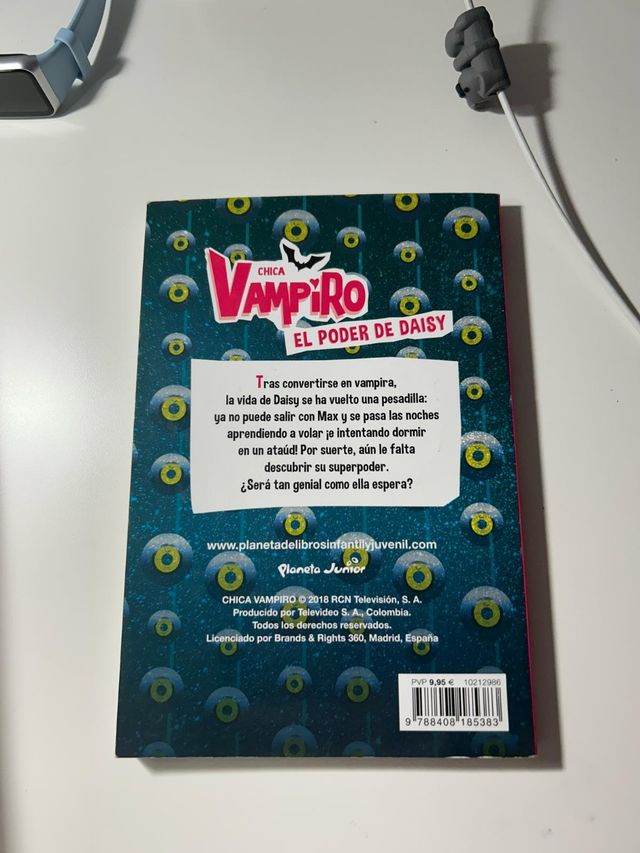 CHICA
VAMPIRO
EL PODER DE DAISY
Tras convertirse en vampira,
la vida de Daisy se ha vuelto una pesadilla:
ya no puede salir con Max y se pasa las noches
aprendiendo a volar ¡e intentando dormir
en un ataúd! Por suerte, aún le falta
descubrir su superpoder.
¿Será tan genial como ella espera?
www.planetadelibrosinfantilyjuvenil.com
Planeta Junior
CHICA VAMPIRO © 2018 RCN Televisión, S. A.
Producido por Televideo S. A., Colombia.
Todos los derechos reservados.
Licenciado por Brands & Rights 360, Madrid, España
PVP 9,95 € 10212986
9 788408 185383